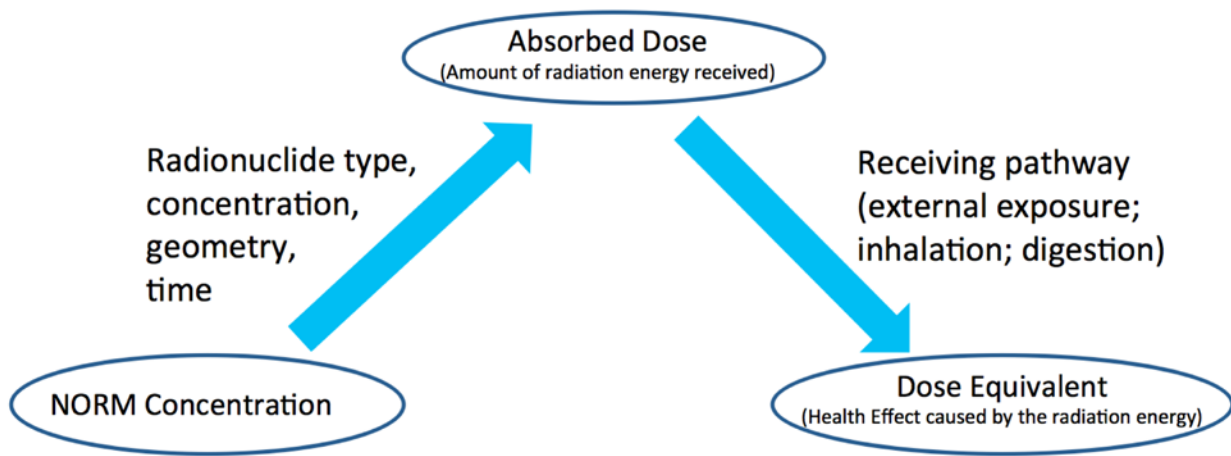 Absorbed Dose
(Amount of radiation energy received)
Radionuclide type,
concentration,
geometry,
time
Receiving pathway
(external exposure;
inhalation; digestion)
NORM Concentration
Dose Equivalent
(Health Effect caused by the radiation energy)